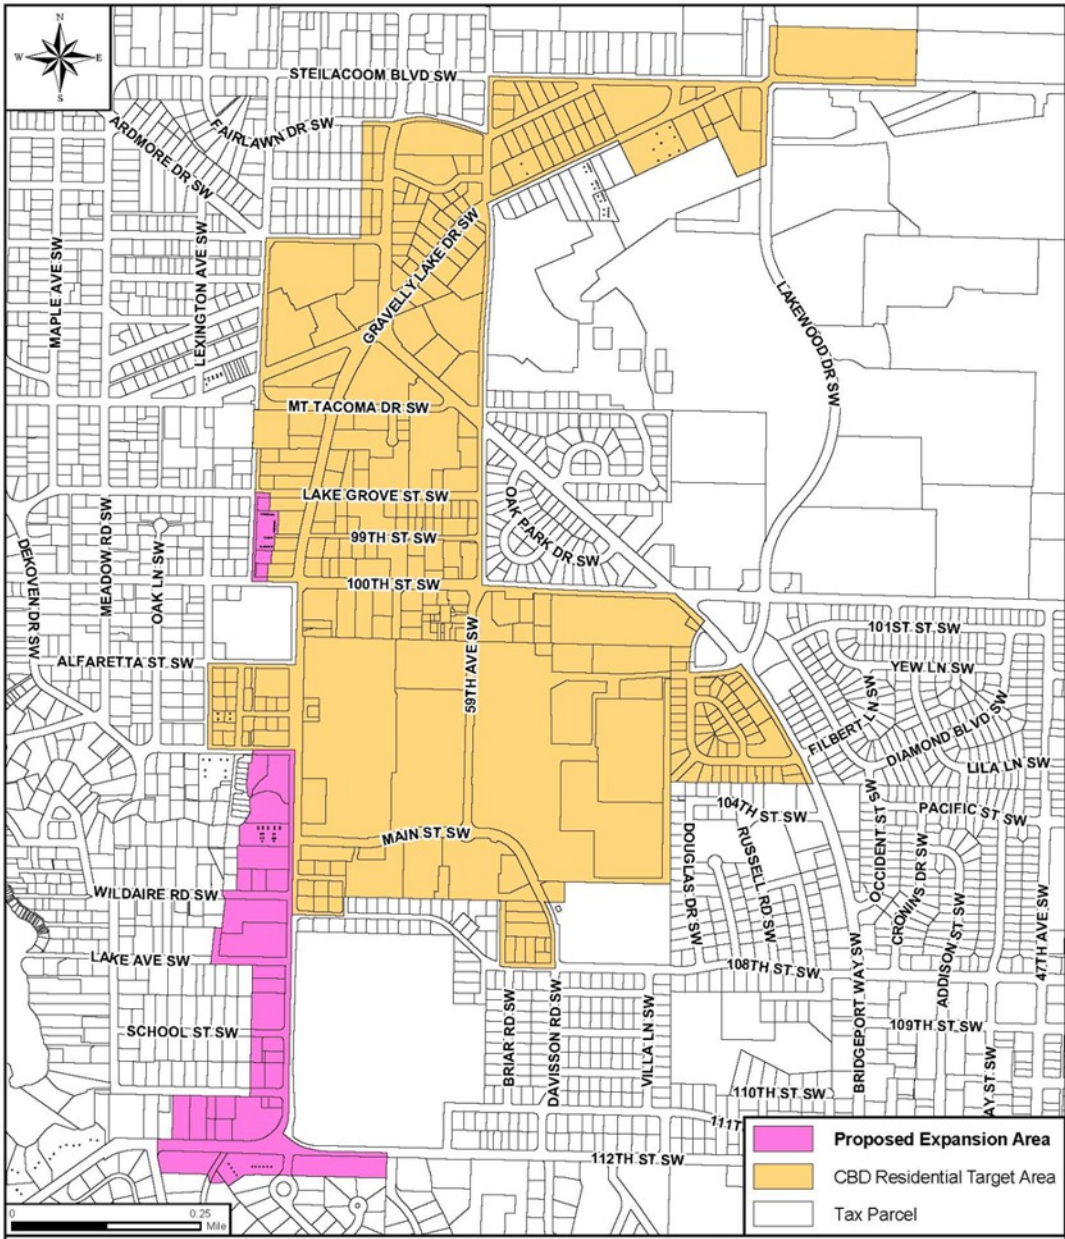 N
W
E
S
STEILACOOM BLVD SW
FAIRLAWN DR SW
ARDMORE DR SW
MAPLE AVE SW
LEXINGTON AVE SW
GRAVELLY LAKE DR SW
LAKEWOOD DR SW
MT TACOMA DR SW
LAKE GROVE ST SW
99TH ST SW
OAK PARK DR SW
100TH ST SW
DEKOVEN DR SW
MEADOW RD SW
OAK LN SW
ALFARETTA ST SW
59TH AVE SW
101ST ST SW
YEW LN SW
FILBERT LN SW
DIAMOND BLVD SW
LILA LN SW
PACIFIC ST SW
OCCIDENT ST SW
104TH ST SW
MAIN ST SW
DOUGLAS DR SW
RUSSELL RD SW
CRONINS DR SW
ADDISON ST SW
47TH AVE SW
WILDAIRE RD SW
LAKE AVE SW
108TH ST SW
BRIDGEPORT WAY SW
SCHOOL ST SW
BRIAR RD SW
DAVISSON RD SW
VILLA LN SW
109TH ST SW
110TH ST SW
AY ST SW
111T
112TH ST SW
Proposed Expansion Area
CBD Residential Target Area
Tax Parcel
0 0.25
Mile